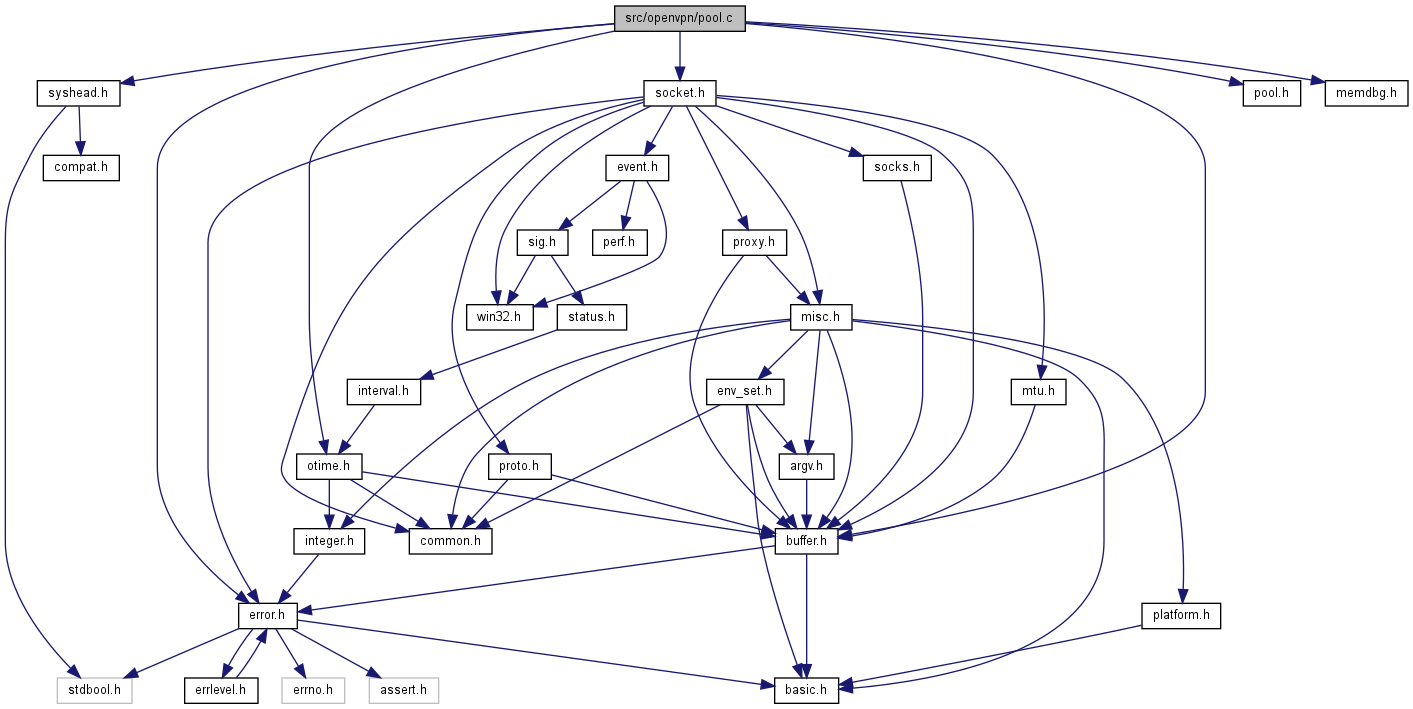 src/openvpn/pool.c
syshead.h
socket.h
pool.h
memdbg.h
compat.h
event.h
socks.h
sig.h
perf.h
proxy.h
win32.h
status.h
misc.h
interval.h
env_set.h
mtu.h
otime.h
proto.h
argv.h
integer.h
common.h
buffer.h
error.h
platform.h
stdbool.h
errlevel.h
errno.h
assert.h
basic.h